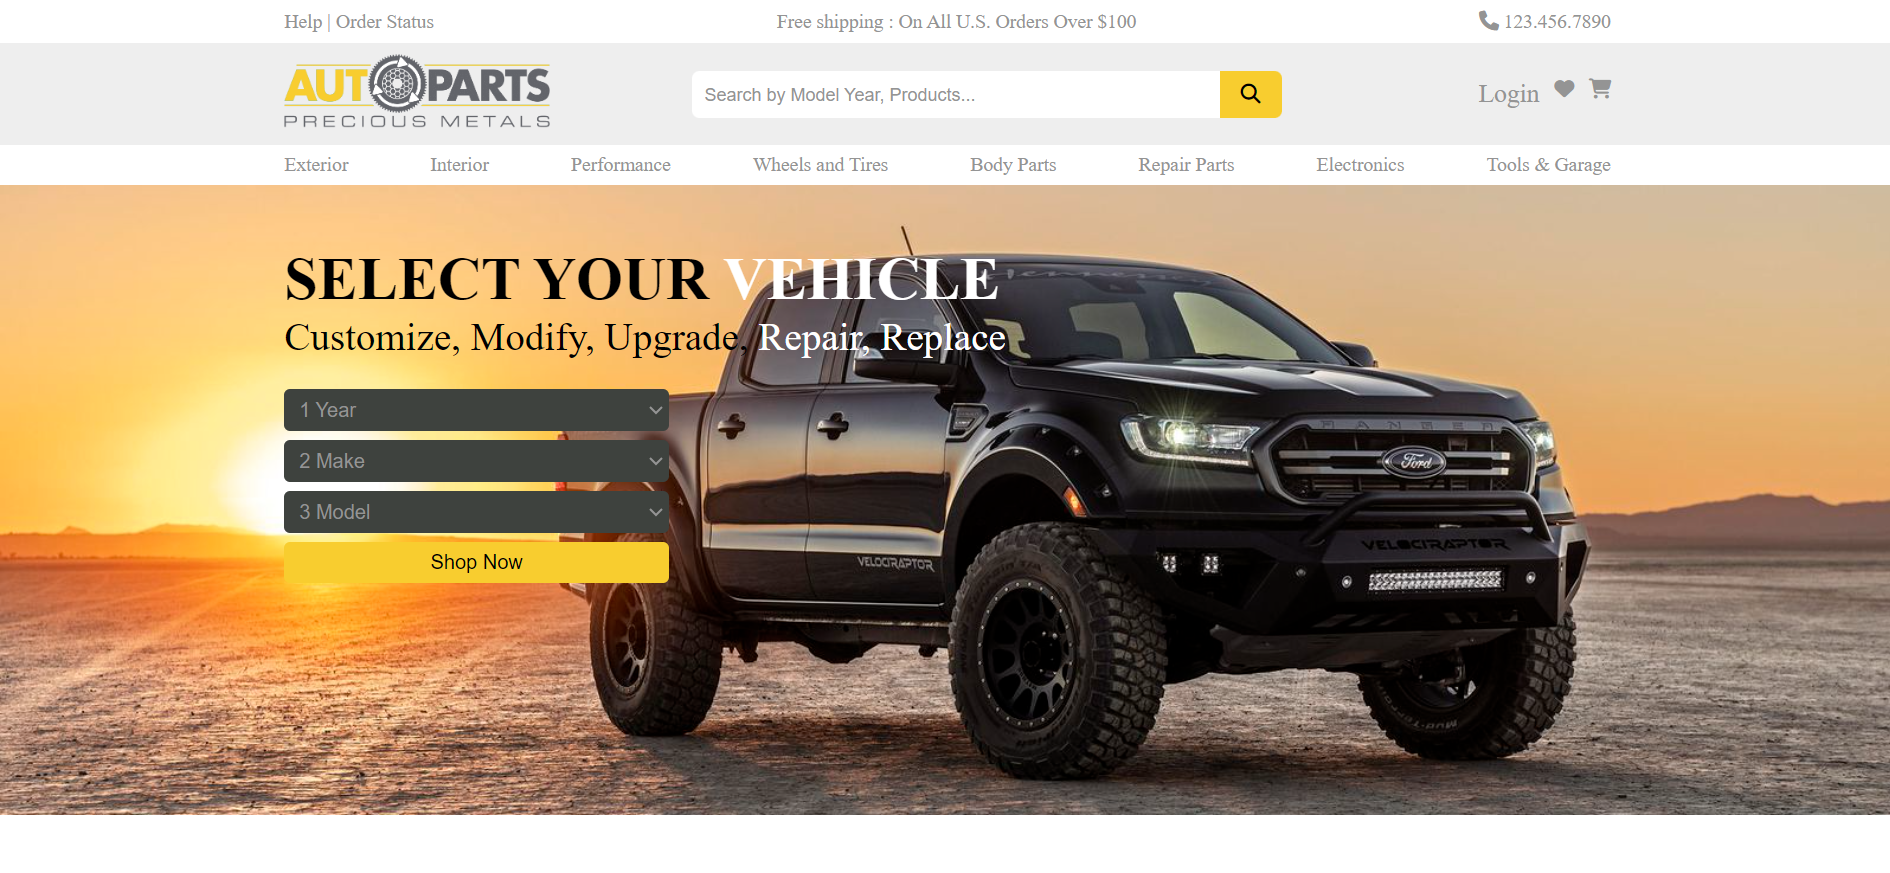 Help | Order Status
Free shipping : On All U.S. Orders Over $100
123.456.7890
AUTOPARTS
PRECIOUS METALS
Search by Model Year, Products...
Login
Exterior
Interior
Performance
Wheels and Tires
Body Parts
Repair Parts
Electronics
Tools & Garage
Hennessey
SELECT YOUR VEHICLE
Customize, Modify, Upgrade, Repair, Replace
1 Year
2 Make
3 Model
Shop Now
RANGER
Ford
VELOCIRAPTOR
VELOCIRAPTOR